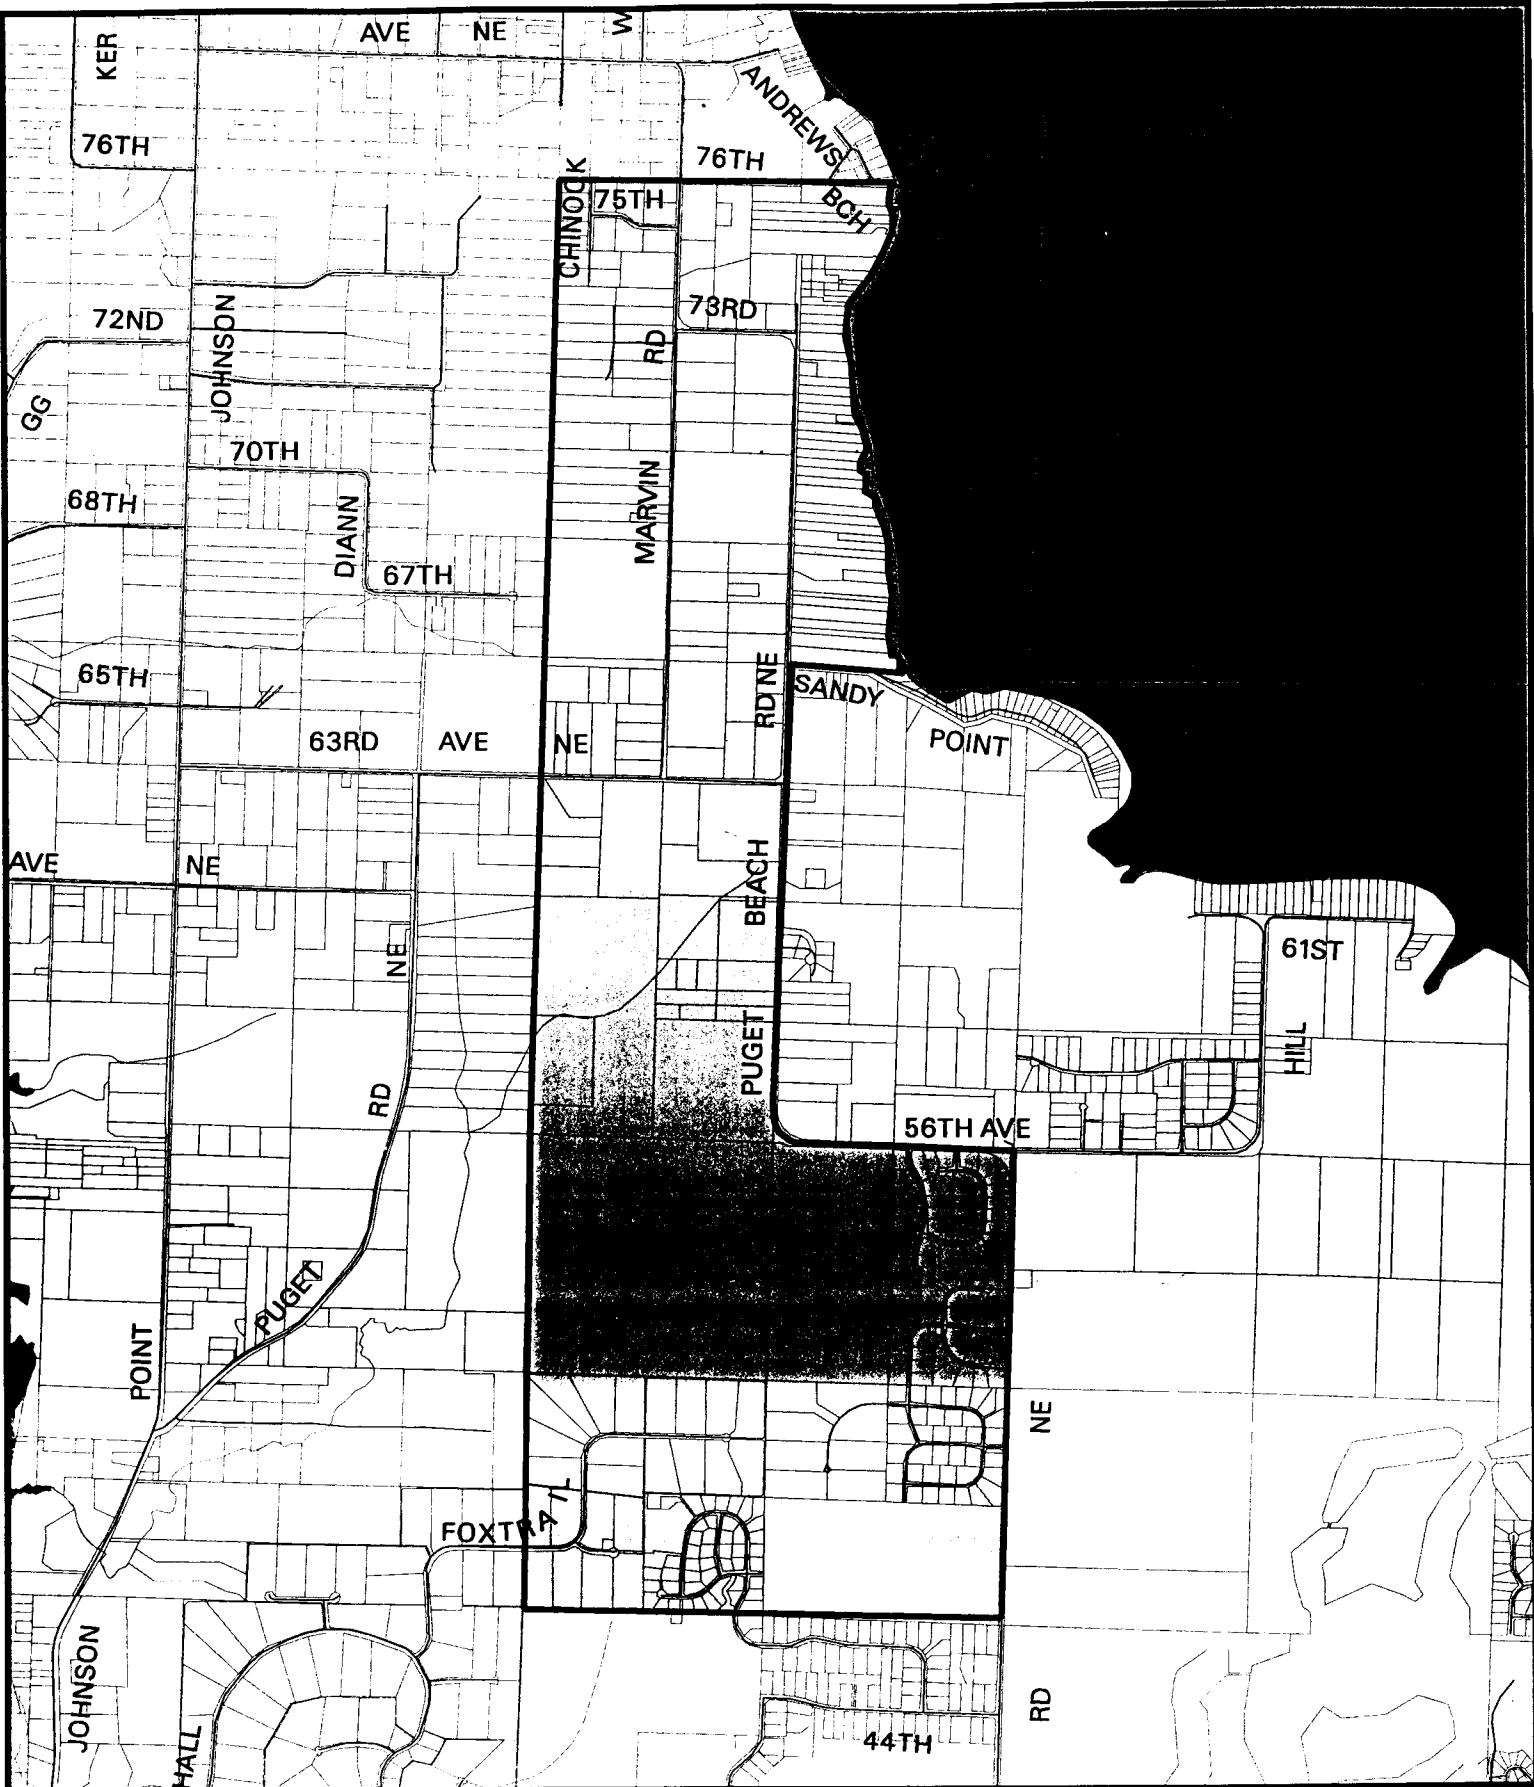 AVE NE W
KER
ANDREWS
76TH
76TH
CHINOOK
75TH
BCH
73RD
72ND
JOHNSON
RD
GG
70TH
MARVIN
68TH
DIANN
67TH
RD NE
65TH
SANDY
63RD AVE NE
POINT
AVE NE
BEACH
NE
61ST
PUGET
HILL
RD
56TH AVE
PUGET
POINT
NE
FOXTRAIL
JOHNSON
RD
HALL
44TH